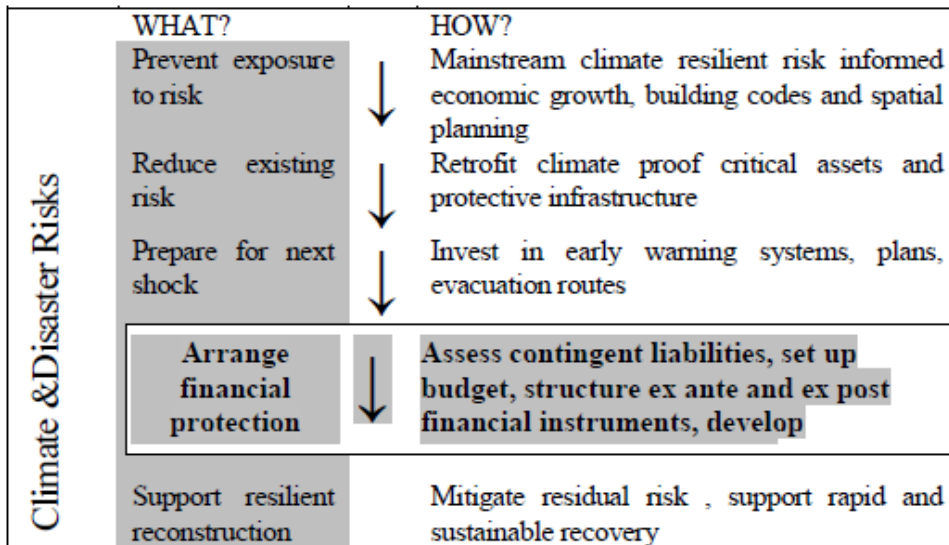 Climate &Disaster Risks
WHAT?
HOW?
Prevent exposure
to risk
Mainstream climate resilient risk informed
economic growth, building codes and spatial
planning
Reduce existing
risk
Retrofit climate proof critical assets and
protective infrastructure
Prepare for next
shock
Invest in early warning systems, plans,
evacuation routes
Arrange
financial
protection
Assess contingent liabilities, set up
budget, structure ex ante and ex post
financial instruments, develop
Support resilient
reconstruction
Mitigate residual risk , support rapid and
sustainable recovery